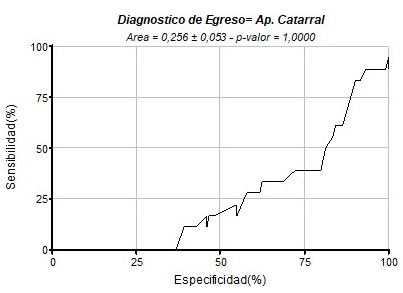 Diagnostico de Egreso= Ap. Catarral
Area = 0,256 ± 0,053 - p-valor = 1,0000
100
75
50
25
0
Sensibilidad(%)
0 25 50 75 100
Especificidad(%)